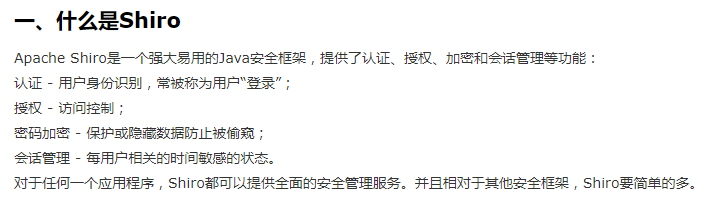 一、什么是Shiro
Apache Shiro是一个强大易用的Java安全框架，提供了认证、授权、加密和会话管理等功能：
认证 - 用户身份识别，常被称为用户“登录”；
授权 - 访问控制；
密码加密 - 保护或隐藏数据防止被偷窥；
会话管理 - 每用户相关的时间敏感的状态。
对于任何一个应用程序，Shiro都可以提供全面的安全管理服务。并且相对于其他安全框架，Shiro要简单的多。